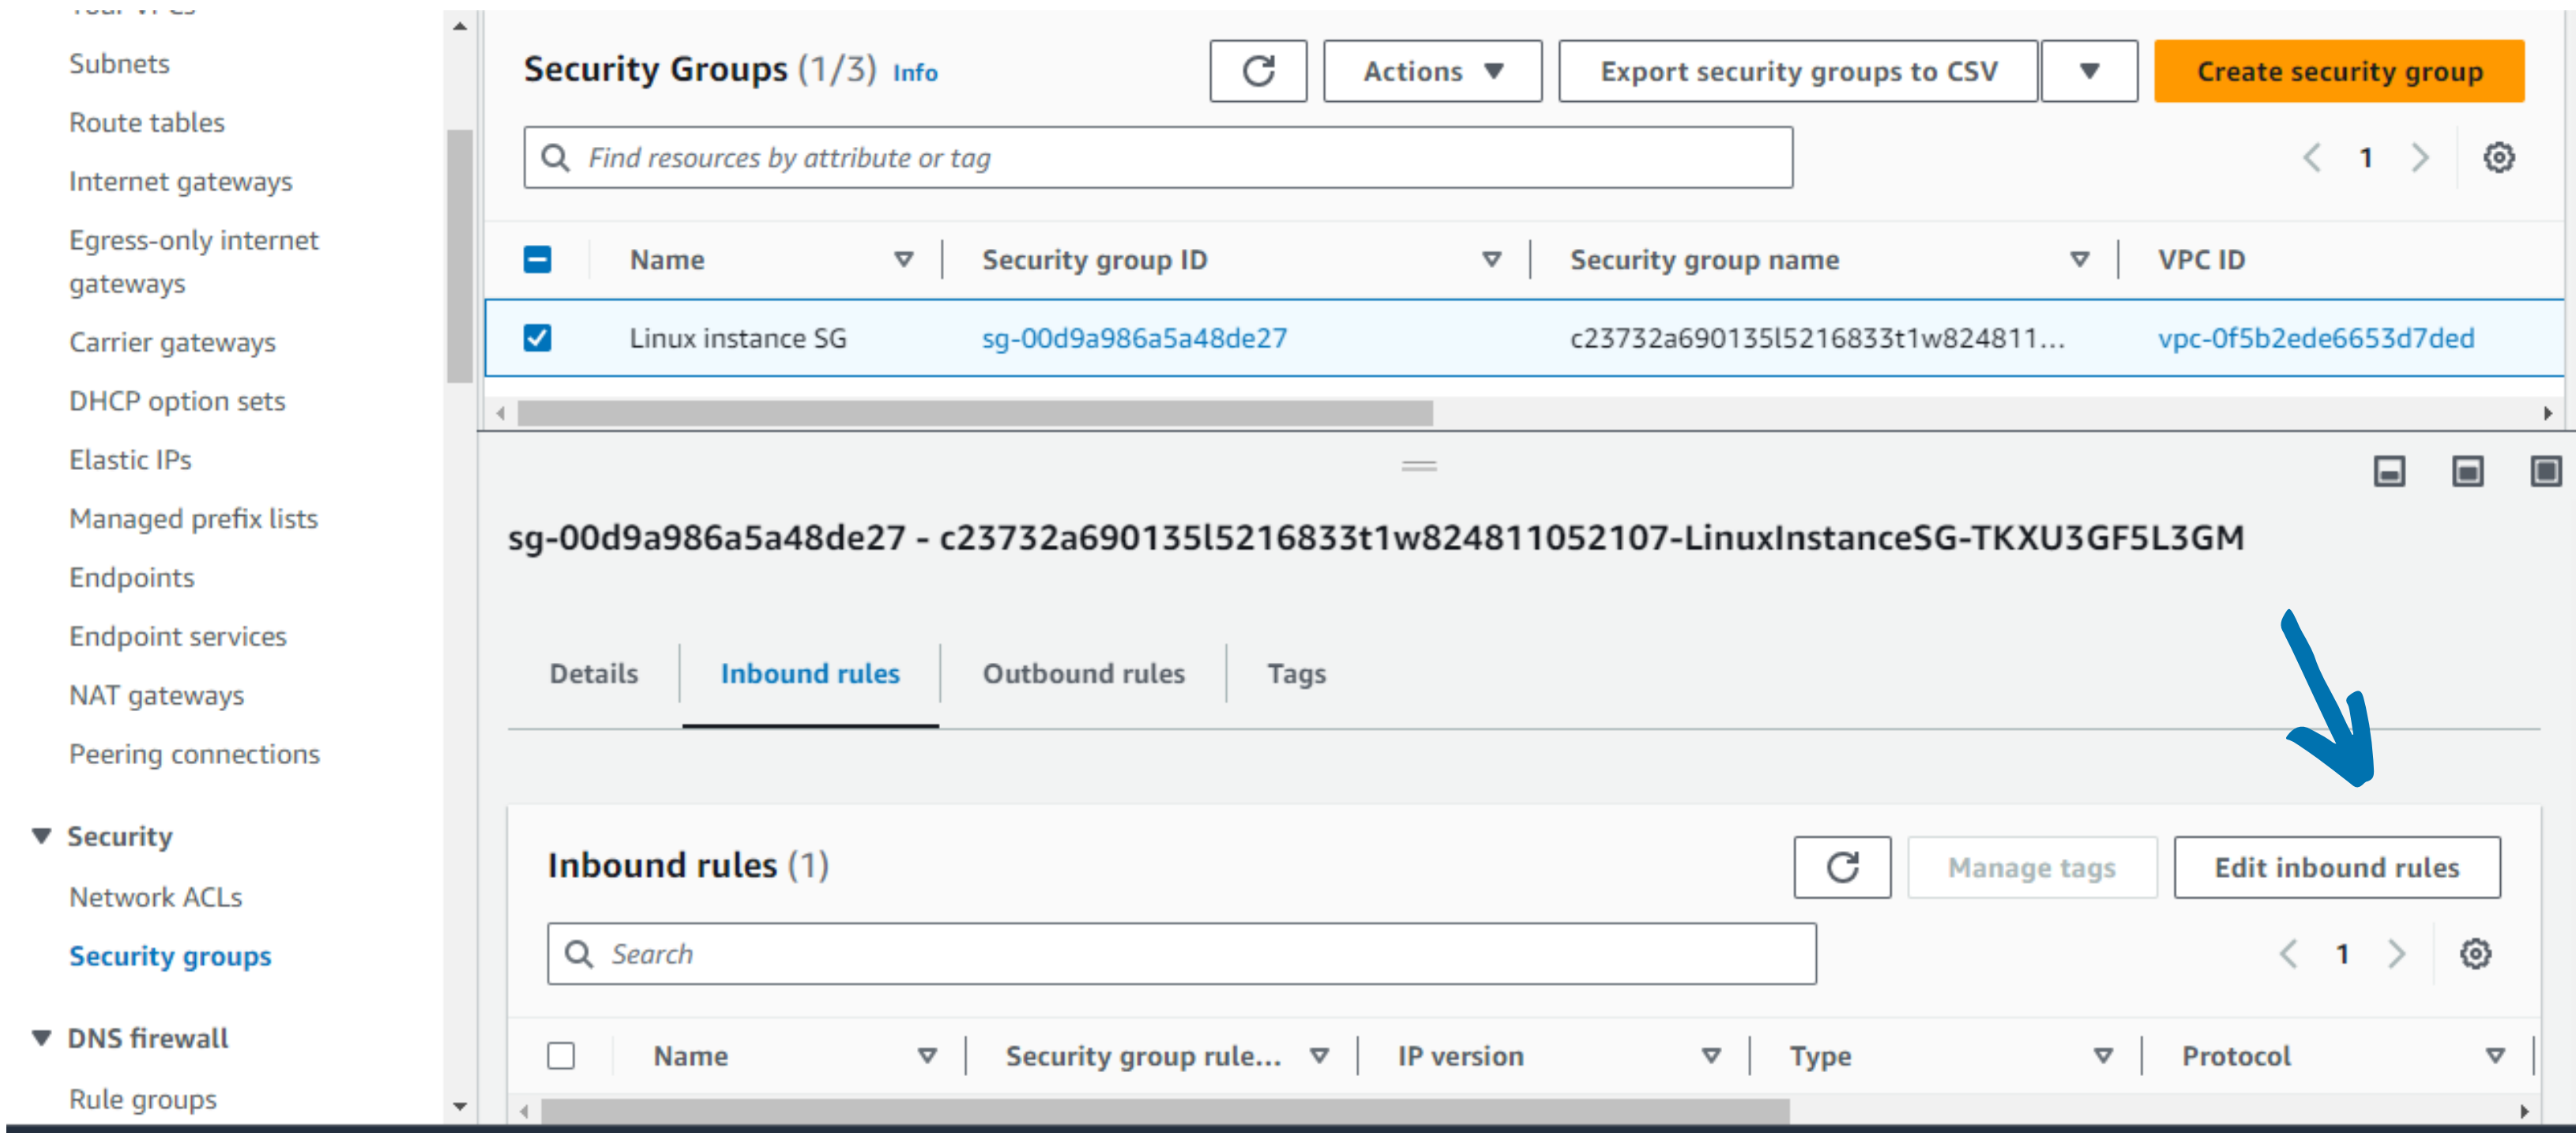 Your VPCs
Subnets
Route tables
Internet gateways
Egress-only internet
gateways
Carrier gateways
DHCP option sets
Elastic IPs
Managed prefix lists
Endpoints
Endpoint services
NAT gateways
Peering connections
Security
Network ACLs
Security groups
DNS firewall
Rule groups
Security Groups (1/3) Info
Actions
Export security groups to CSV
Create security group
Find resources by attribute or tag
1
Name Security group ID Security group name VPC ID
Linux instance SG sg-00d9a986a5a48de27 c23732a690135l5216833t1w824811... vpc-0f5b2ede6653d7ded
sg-00d9a986a5a48de27 - c23732a690135l5216833t1w824811052107-LinuxInstanceSG-TKXU3GF5L3GM
Details Inbound rules Outbound rules Tags
Inbound rules (1)
Manage tags
Edit inbound rules
Search
1
Name Security group rule... IP version Type Protocol